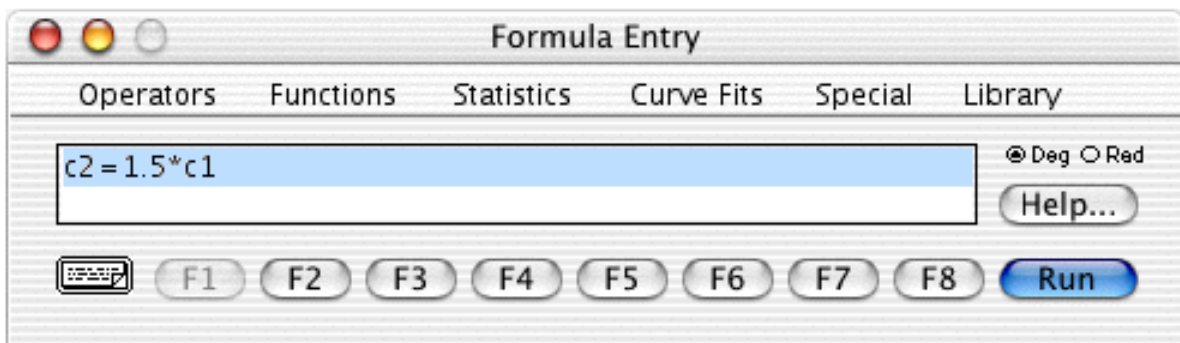 Formula Entry
Operators Functions Statistics Curve Fits Special Library
c2=1.5*c1
Deg Rad
Help...
F1 F2 F3 F4 F5 F6 F7 F8 Run